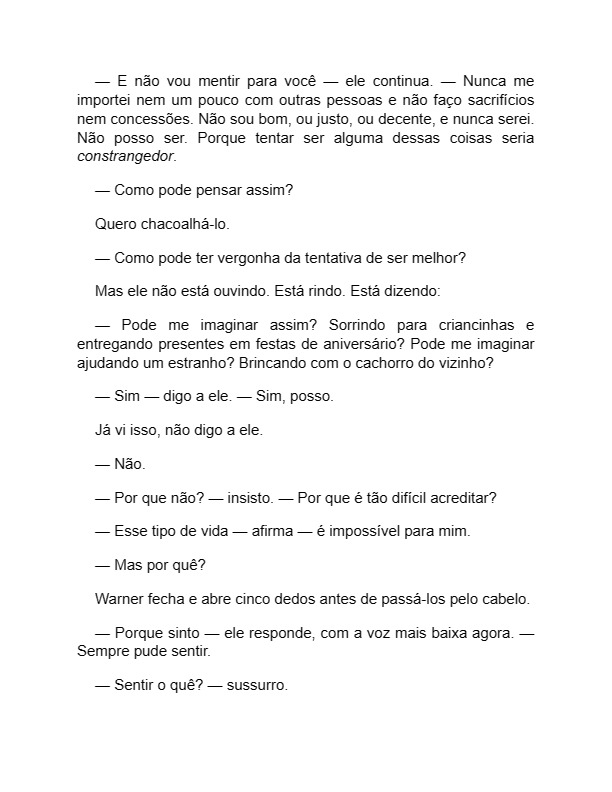 — E não vou mentir para você — ele continua. — Nunca me
importei nem um pouco com outras pessoas e não faço sacrifícios
nem concessões. Não sou bom, ou justo, ou decente, e nunca serei.
Não posso ser. Porque tentar ser alguma dessas coisas seria
constrangedor.
— Como pode pensar assim?
Quero chacoalhá-lo.
— Como pode ter vergonha da tentativa de ser melhor?
Mas ele não está ouvindo. Está rindo. Está dizendo:
— Pode me imaginar assim? Sorrindo para criancinhas e
entregando presentes em festas de aniversário? Pode me imaginar
ajudando um estranho? Brincando com o cachorro do vizinho?
— Sim — digo a ele. — Sim, posso.
Já vi isso, não digo a ele.
— Não.
— Por que não? — insisto. — Por que é tão difícil acreditar?
— Esse tipo de vida — afirma — é impossível para mim.
— Mas por quê?
Warner fecha e abre cinco dedos antes de passá-los pelo cabelo.
— Porque sinto — ele responde, com a voz mais baixa agora. —
Sempre pude sentir.
— Sentir o quê? — sussurro.